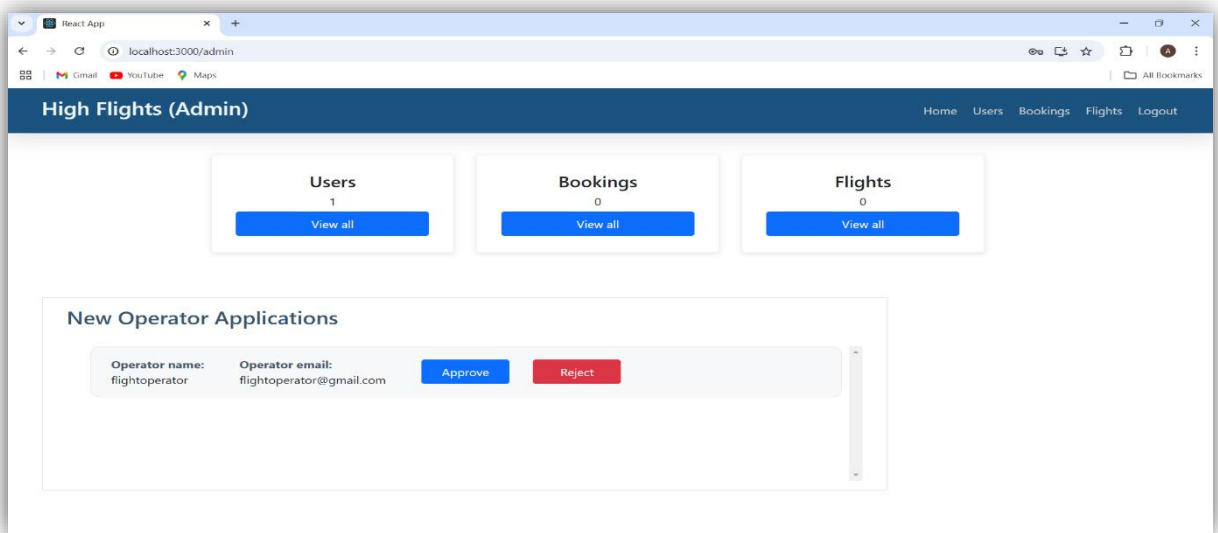 React App
localhost:3000/admin
Gmail YouTube Maps All Bookmarks
High Flights (Admin) Home Users Bookings Flights Logout
Users Bookings Flights
1 0 0
View all View all View all
New Operator Applications
Operator name: Operator email:
flightoperator flightoperator@gmail.com Approve Reject
A